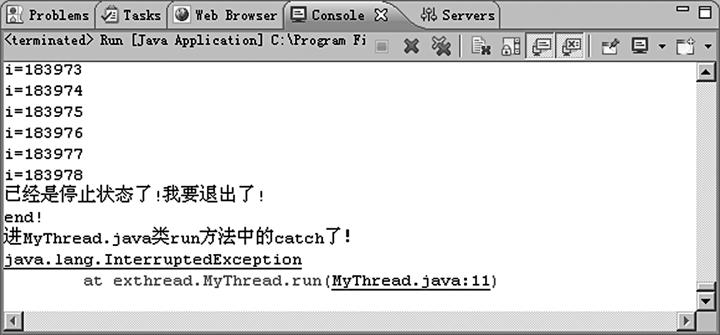 Problems Tasks Web Browser Console Servers
<terminated> Run [Java Application] C:\Program Fi
i=183973
i=183974
i=183975
i=183976
i=183977
i=183978
已经是停止状态了!我要退出了!
end!
进MyThread.java类run方法中的catch了!
java.lang.InterruptedException
at exthread.MyThread.run(MyThread.java:11)